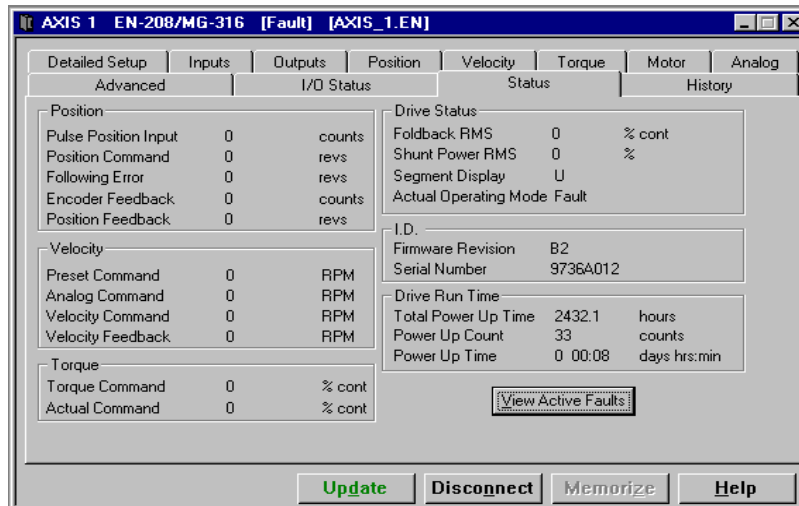 AXIS 1 EN-208/MG-316 [Fault] [AXIS_1.EN]
Detailed Setup Inputs Outputs Position Velocity Torque Motor Analog
Advanced I/O Status Status History
Position
Pulse Position Input 0 counts
Position Command 0 revs
Following Error 0 revs
Encoder Feedback 0 counts
Position Feedback 0 revs
Velocity
Preset Command 0 RPM
Analog Command 0 RPM
Velocity Command 0 RPM
Velocity Feedback 0 RPM
Torque
Torque Command 0 % cont
Actual Command 0 % cont
Drive Status
Foldback RMS 0 % cont
Shunt Power RMS 0 %
Segment Display U
Actual Operating Mode Fault
I.D.
Firmware Revision B2
Serial Number 9736A012
Drive Run Time
Total Power Up Time 2432.1 hours
Power Up Count 33 counts
Power Up Time 0 00:08 days hrs:min
View Active Faults
Update Disconnect Memorize Help